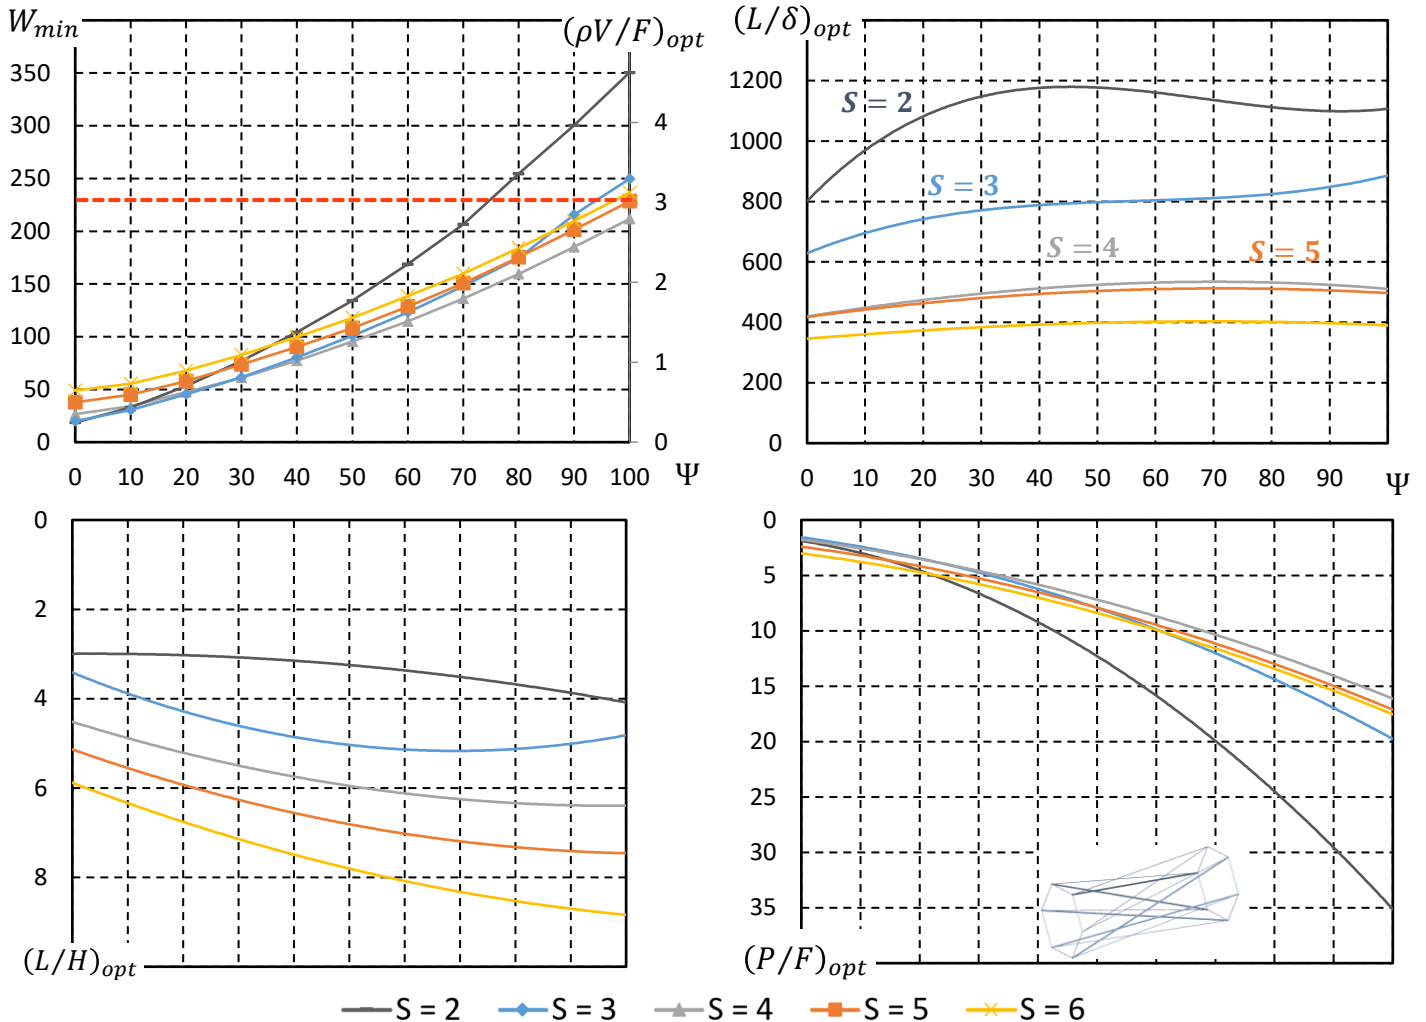 W_min
(ρV/F)_opt
350
300
250
200
150
100
50
0
4
3
2
1
0
0 10 20 30 40 50 60 70 80 90 100
Ψ
(L/δ)_opt
1200
1000
800
600
400
200
0
S = 2
S = 3
S = 4
S = 5
0 10 20 30 40 50 60 70 80 90
Ψ
0
2
4
6
8
(L/H)_opt
0
5
10
15
20
25
30
35
(P/F)_opt
S = 2 S = 3 S = 4 S = 5 S = 6